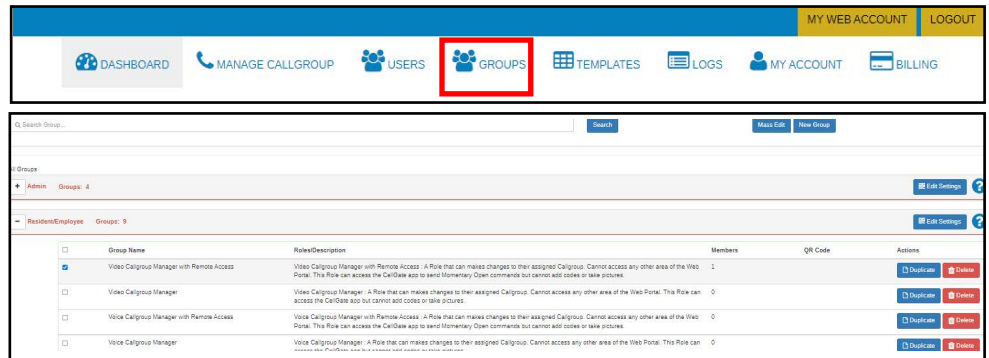 MY WEB ACCOUNT LOGOUT
DASHBOARD MANAGE CALLGROUP USERS GROUPS TEMPLATES LOGS MY ACCOUNT BILLING
Search Group... Search Mass Edit New Group
All Groups
+ Admin Groups: 4 Edit Settings ?
- Resident/Employee Groups: 9 Edit Settings ?
Group Name Roles/Description Members QR Code Actions
Video Callgroup Manager with Remote Access Video Callgroup Manager with Remote Access : A Role that can makes changes to their assigned Callgroup. Cannot access any other area of the Web 1 Duplicate Delete
Portal. This Role can access the CellGate app to send Momentary Open commands but cannot add codes or take pictures.
Video Callgroup Manager Video Callgroup Manager : A Role that can makes changes to their assigned Callgroup. Cannot access any other area of the Web Portal. This Role can 0 Duplicate Delete
access the CellGate app but cannot add codes or take pictures.
Voice Callgroup Manager with Remote Access Voice Callgroup Manager with Remote Access : A Role that can makes changes to their assigned Callgroup. Cannot access any other area of the Web 0 Duplicate Delete
Portal. This Role can access the CellGate app to send Momentary Open commands but cannot add codes or take pictures.
Voice Callgroup Manager Voice Callgroup Manager : A Role that can makes changes to their assigned Callgroup. Cannot access any other area of the Web Portal. This Role can 0 Duplicate Delete
access the CellGate app but cannot add codes or take pictures.